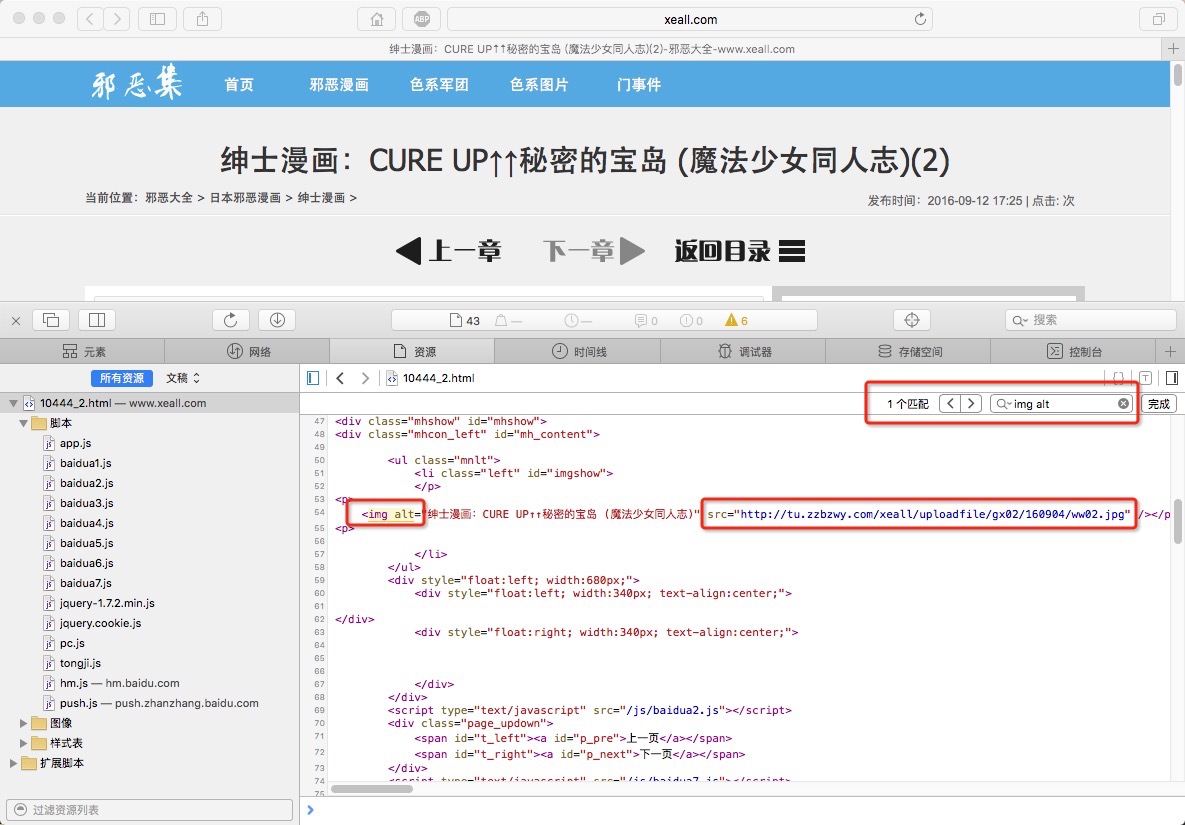 xeall.com
ABP
绅士漫画：CURE UP↑↑秘密的宝岛 (魔法少女同人志)(2)-邪恶大全-www.xeall.com
邪恶集 首页 邪恶漫画 色系军团 色系图片 门事件
绅士漫画：CURE UP↑↑秘密的宝岛 (魔法少女同人志)(2)
当前位置：邪恶大全 > 日本邪恶漫画 > 绅士漫画 >
发布时间：2016-09-12 17:25 | 点击: 次
上一章 下一章 返回目录
43 — — 0 0 6 搜索
元素 网络 资源 时间线 调试器 存储空间 控制台
所有资源 文稿
10444_2.html
10444_2.html — www.xeall.com
脚本
app.js
baidua1.js
baidua2.js
baidua3.js
baidua4.js
baidua5.js
baidua6.js
baidua7.js
jquery-1.7.2.min.js
jquery.cookie.js
pc.js
tongji.js
hm.js — hm.baidu.com
push.js — push.zhanzhang.baidu.com
图像
样式表
扩展脚本
过滤资源列表
1 个匹配 img alt 完成
47 <div class="mhshow" id="mhshow">
48 <div class="mhcon_left" id="mh_content">
49
50 <ul class="mnlt">
51 <li class="left" id="imgshow">
52 </p>
53 <p>
54 <img alt="绅士漫画：CURE UP↑↑秘密的宝岛 (魔法少女同人志)" src="http://tu.zzbzwy.com/xeall/uploadfile/gx02/160904/ww02.jpg" /></p
55 <p>
56
57 </li>
58 </ul>
59 <div style="float:left; width:680px;">
60 <div style="float:left; width:340px; text-align:center;">
61
62 </div>
63 <div style="float:right; width:340px; text-align:center;">
64
65
66
67 </div>
68 </div>
69 <script type="text/javascript" src="/js/baidua2.js"></script>
70 <div class="page_updown">
71 <span id="t_left"><a id="p_pre">上一页</a></span>
72 <span id="t_right"><a id="p_next">下一页</a></span>
73 </div>
74 <script type="text/javascript" src="/js/baidua7.js"></script>
75